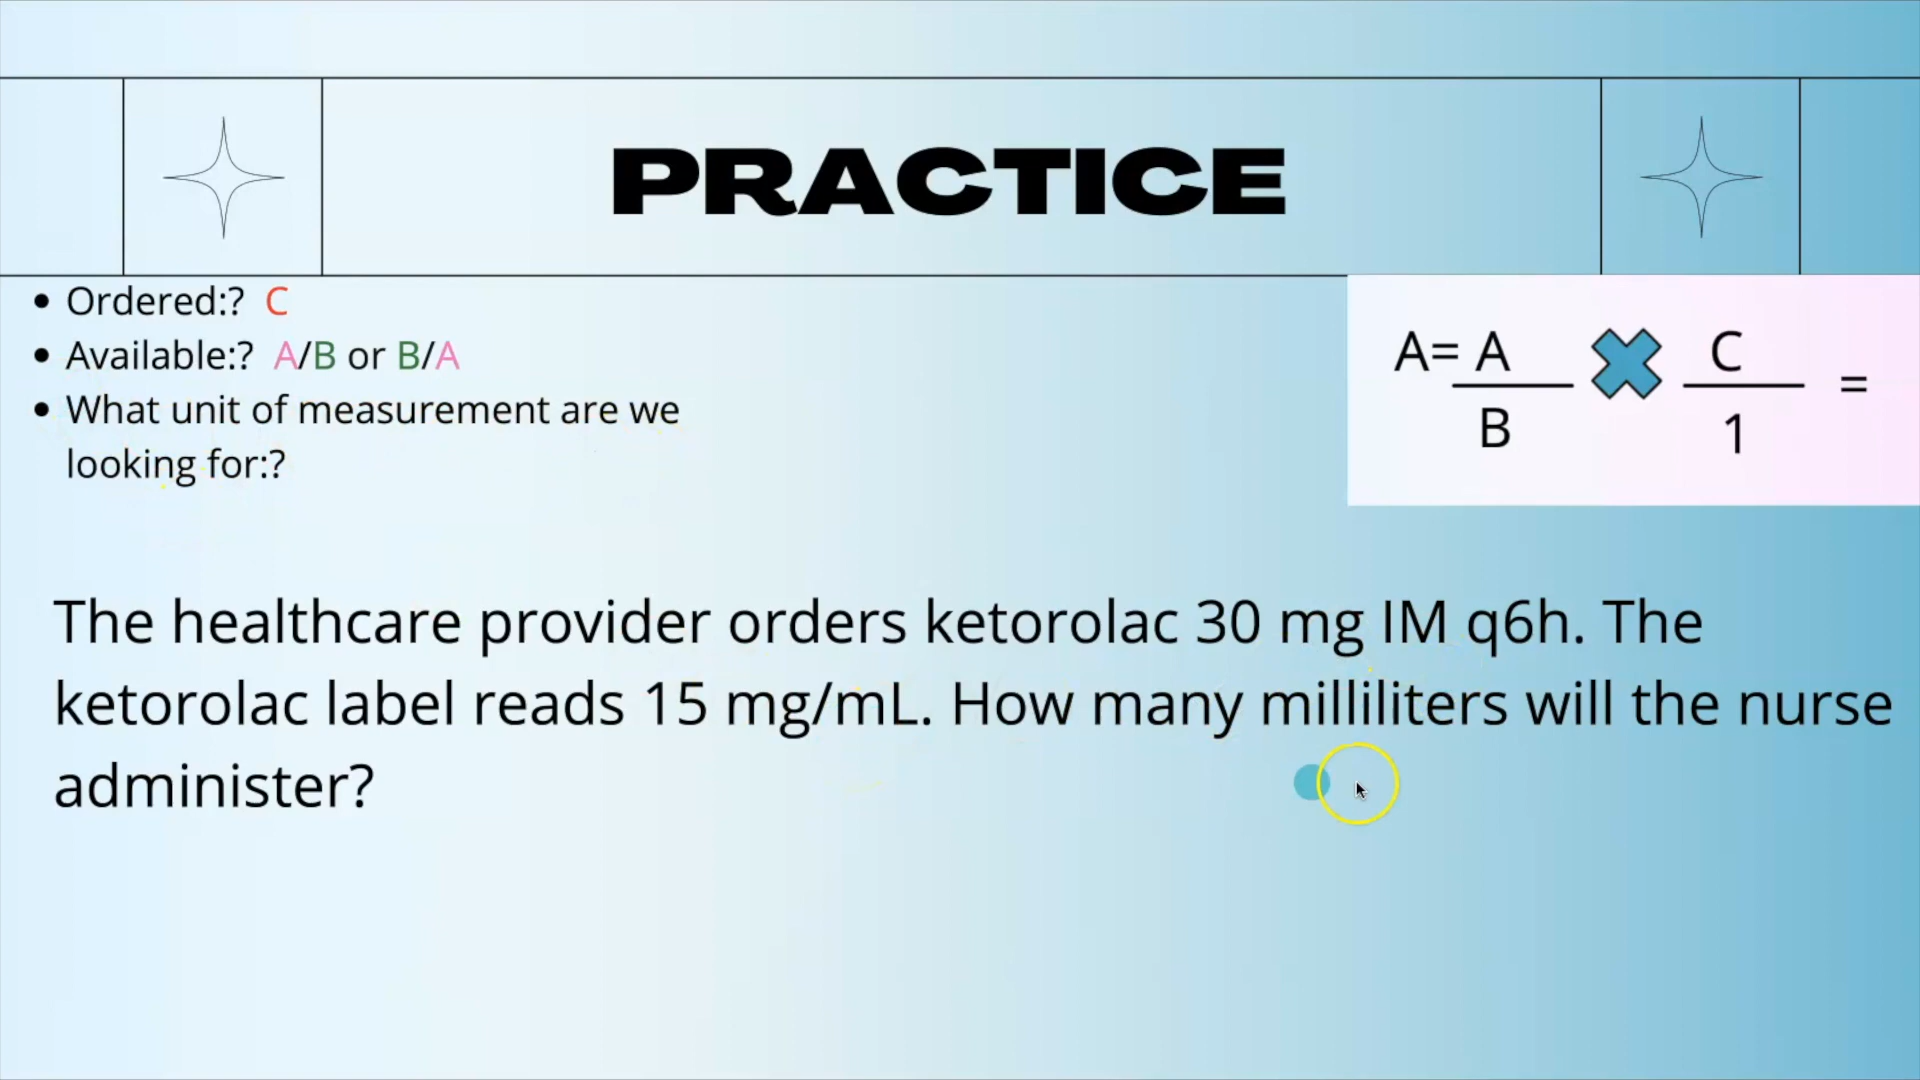 PRACTICE
• Ordered:? C
• Available:? A/B or B/A
• What unit of measurement are we
looking for:?
A= A
B
C
1
=
The healthcare provider orders ketorolac 30 mg IM q6h. The
ketorolac label reads 15 mg/mL. How many milliliters will the nurse
administer?